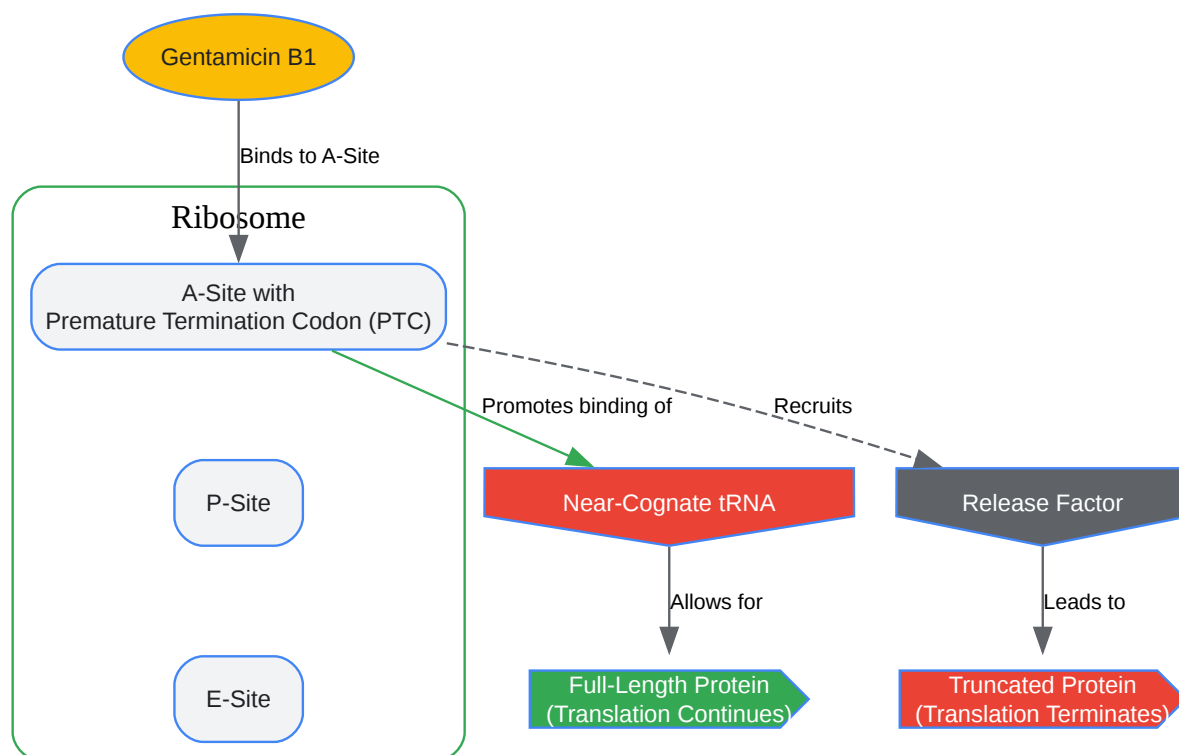 Gentamicin B1
Binds to A-Site
Ribosome
A-Site with
Premature Termination Codon (PTC)
Promotes binding of
Recruits
P-Site
Near-Cognate tRNA
Release Factor
Allows for
Leads to
E-Site
Full-Length Protein
(Translation Continues)
Truncated Protein
(Translation Terminates)